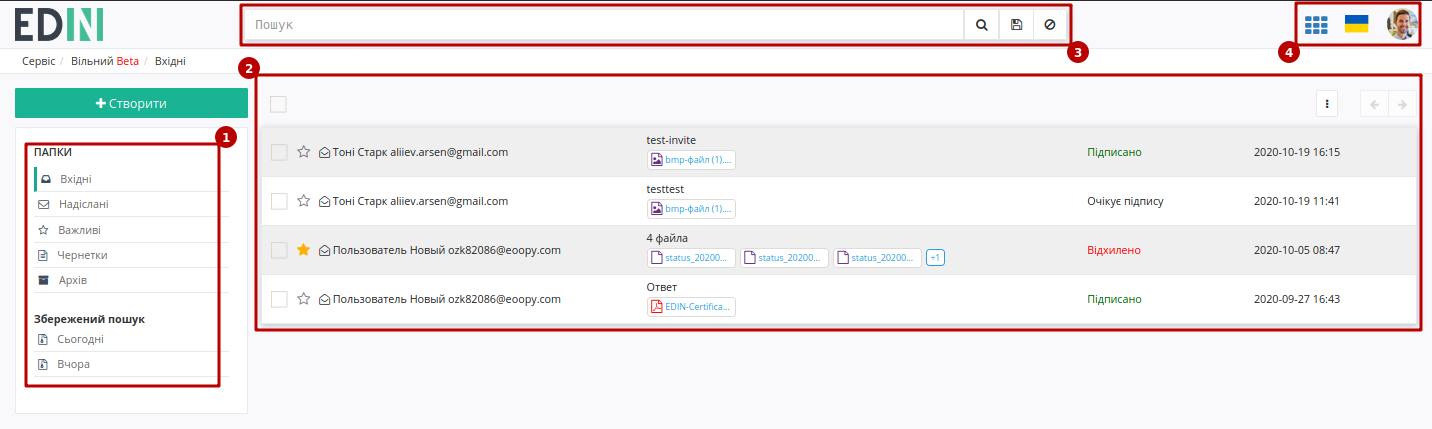 EDIN
Пошук
3
4
Сервіс / Вільний Beta / Вхідні
2
Створити
1
ПАПКИ
Вхідні
Надіслані
Важливі
Чернетки
Архів
Збережений пошук
Сьогодні
Вчора
test-invite
Тоні Старк aliiev.arsen@gmail.com
bmp-файл (1)....
Підписано
2020-10-19 16:15
testtest
Тоні Старк aliiev.arsen@gmail.com
bmp-файл (1)....
Очікує підпису
2020-10-19 11:41
4 файла
Пользователь Новый ozk82086@eoopy.com
status_20200... status_20200... status_20200... +1
Відхилено
2020-10-05 08:47
Ответ
Пользователь Новый ozk82086@eoopy.com
EDIN-Certifica...
Підписано
2020-09-27 16:43